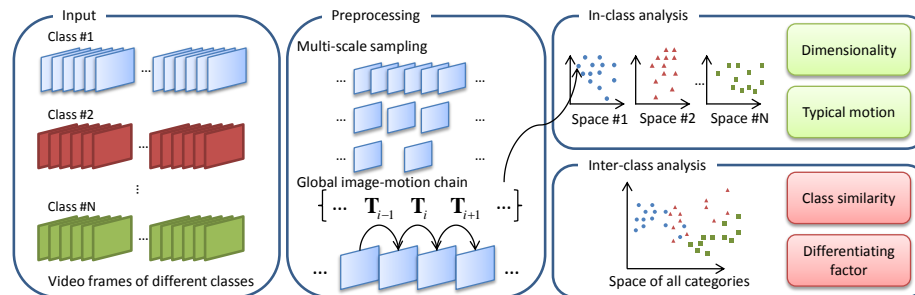 Input
Class #1
...
Class #2
...
...
Class #N
...
Video frames of different classes
Preprocessing
Multi-scale sampling
... ...
... ...
... ...
Global image-motion chain
{ ... T_{i-1} T_i T_{i+1} ... }
... ...
In-class analysis
...
Space #1 Space #2 Space #N
Dimensionality
Typical motion
Inter-class analysis
Space of all categories
Class similarity
Differentiating
factor